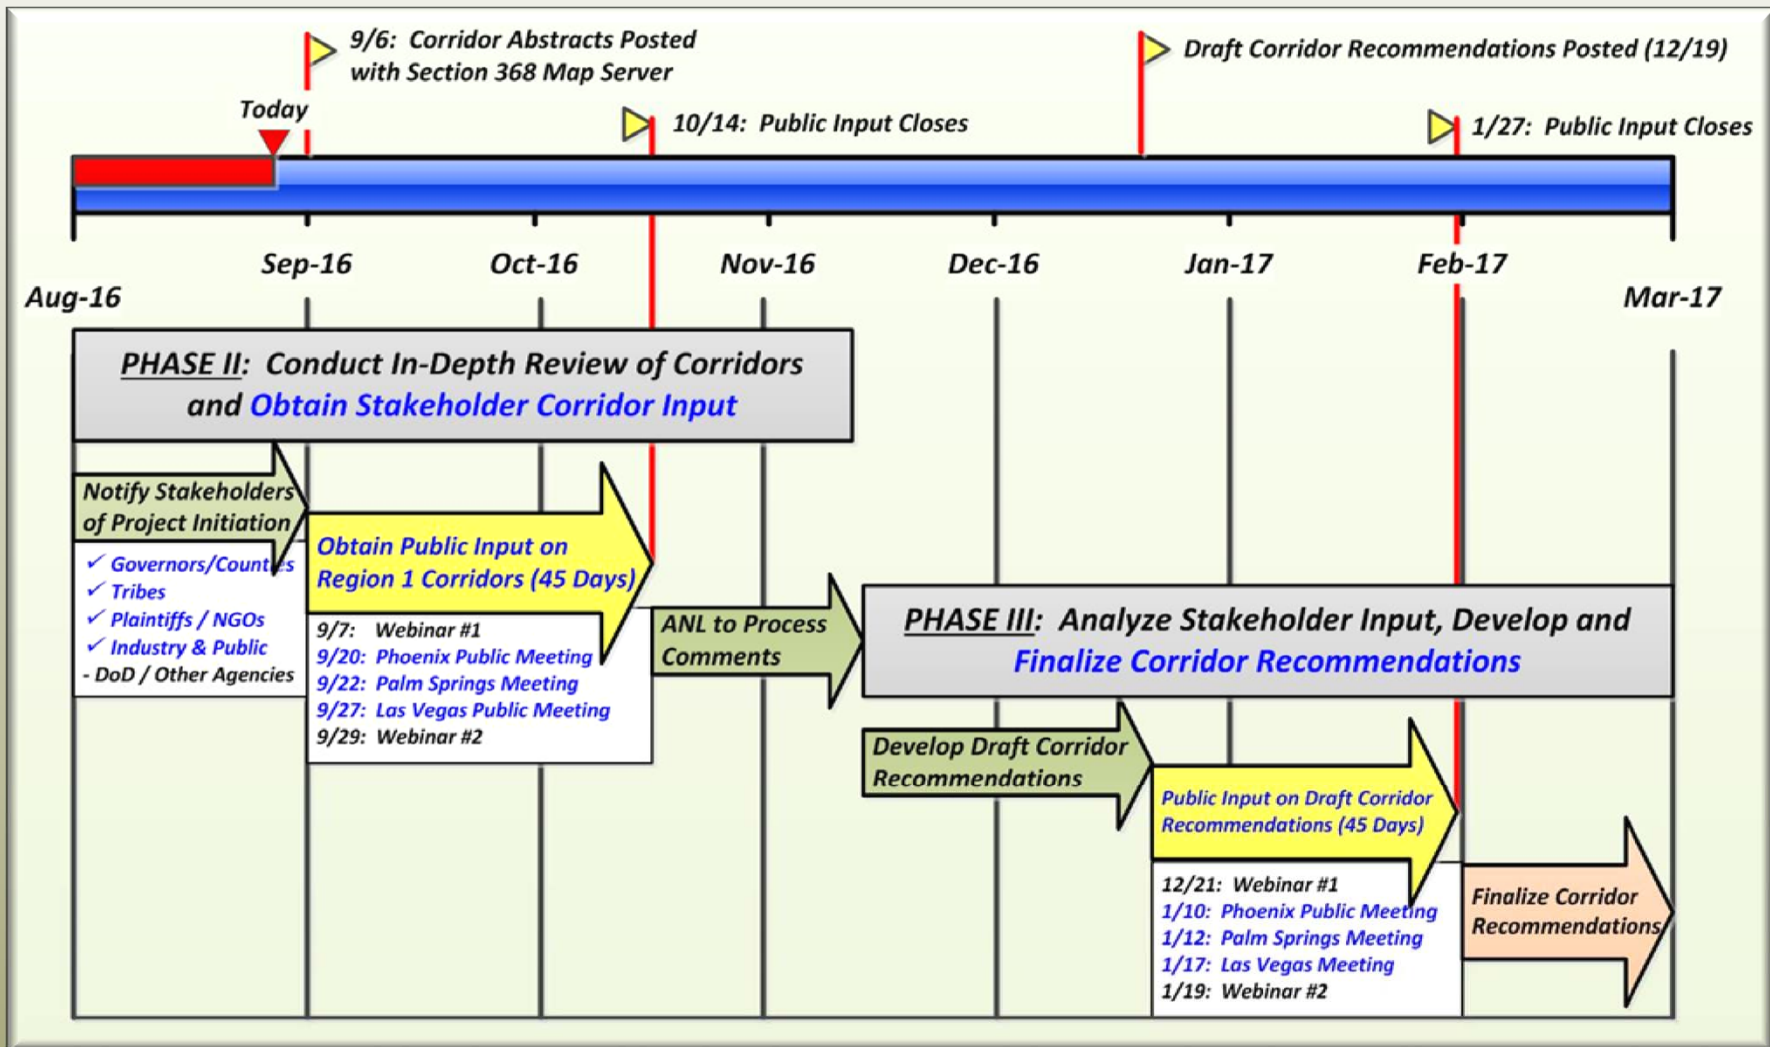 9/6: Corridor Abstracts Posted
with Section 368 Map Server
Draft Corridor Recommendations Posted (12/19)
Today
10/14: Public Input Closes
1/27: Public Input Closes
Sep-16
Oct-16
Nov-16
Dec-16
Jan-17
Feb-17
Aug-16
Mar-17
PHASE II: Conduct In-Depth Review of Corridors
and Obtain Stakeholder Corridor Input
Notify Stakeholders
of Project Initiation
✓ Governors/Counties
✓ Tribes
✓ Plaintiffs / NGOs
✓ Industry & Public
- DoD / Other Agencies
Obtain Public Input on
Region 1 Corridors (45 Days)
9/7: Webinar #1
9/20: Phoenix Public Meeting
9/22: Palm Springs Meeting
9/27: Las Vegas Public Meeting
9/29: Webinar #2
ANL to Process
Comments
PHASE III: Analyze Stakeholder Input, Develop and
Finalize Corridor Recommendations
Develop Draft Corridor
Recommendations
Public Input on Draft Corridor
Recommendations (45 Days)
12/21: Webinar #1
1/10: Phoenix Public Meeting
1/12: Palm Springs Meeting
1/17: Las Vegas Meeting
1/19: Webinar #2
Finalize Corridor
Recommendations